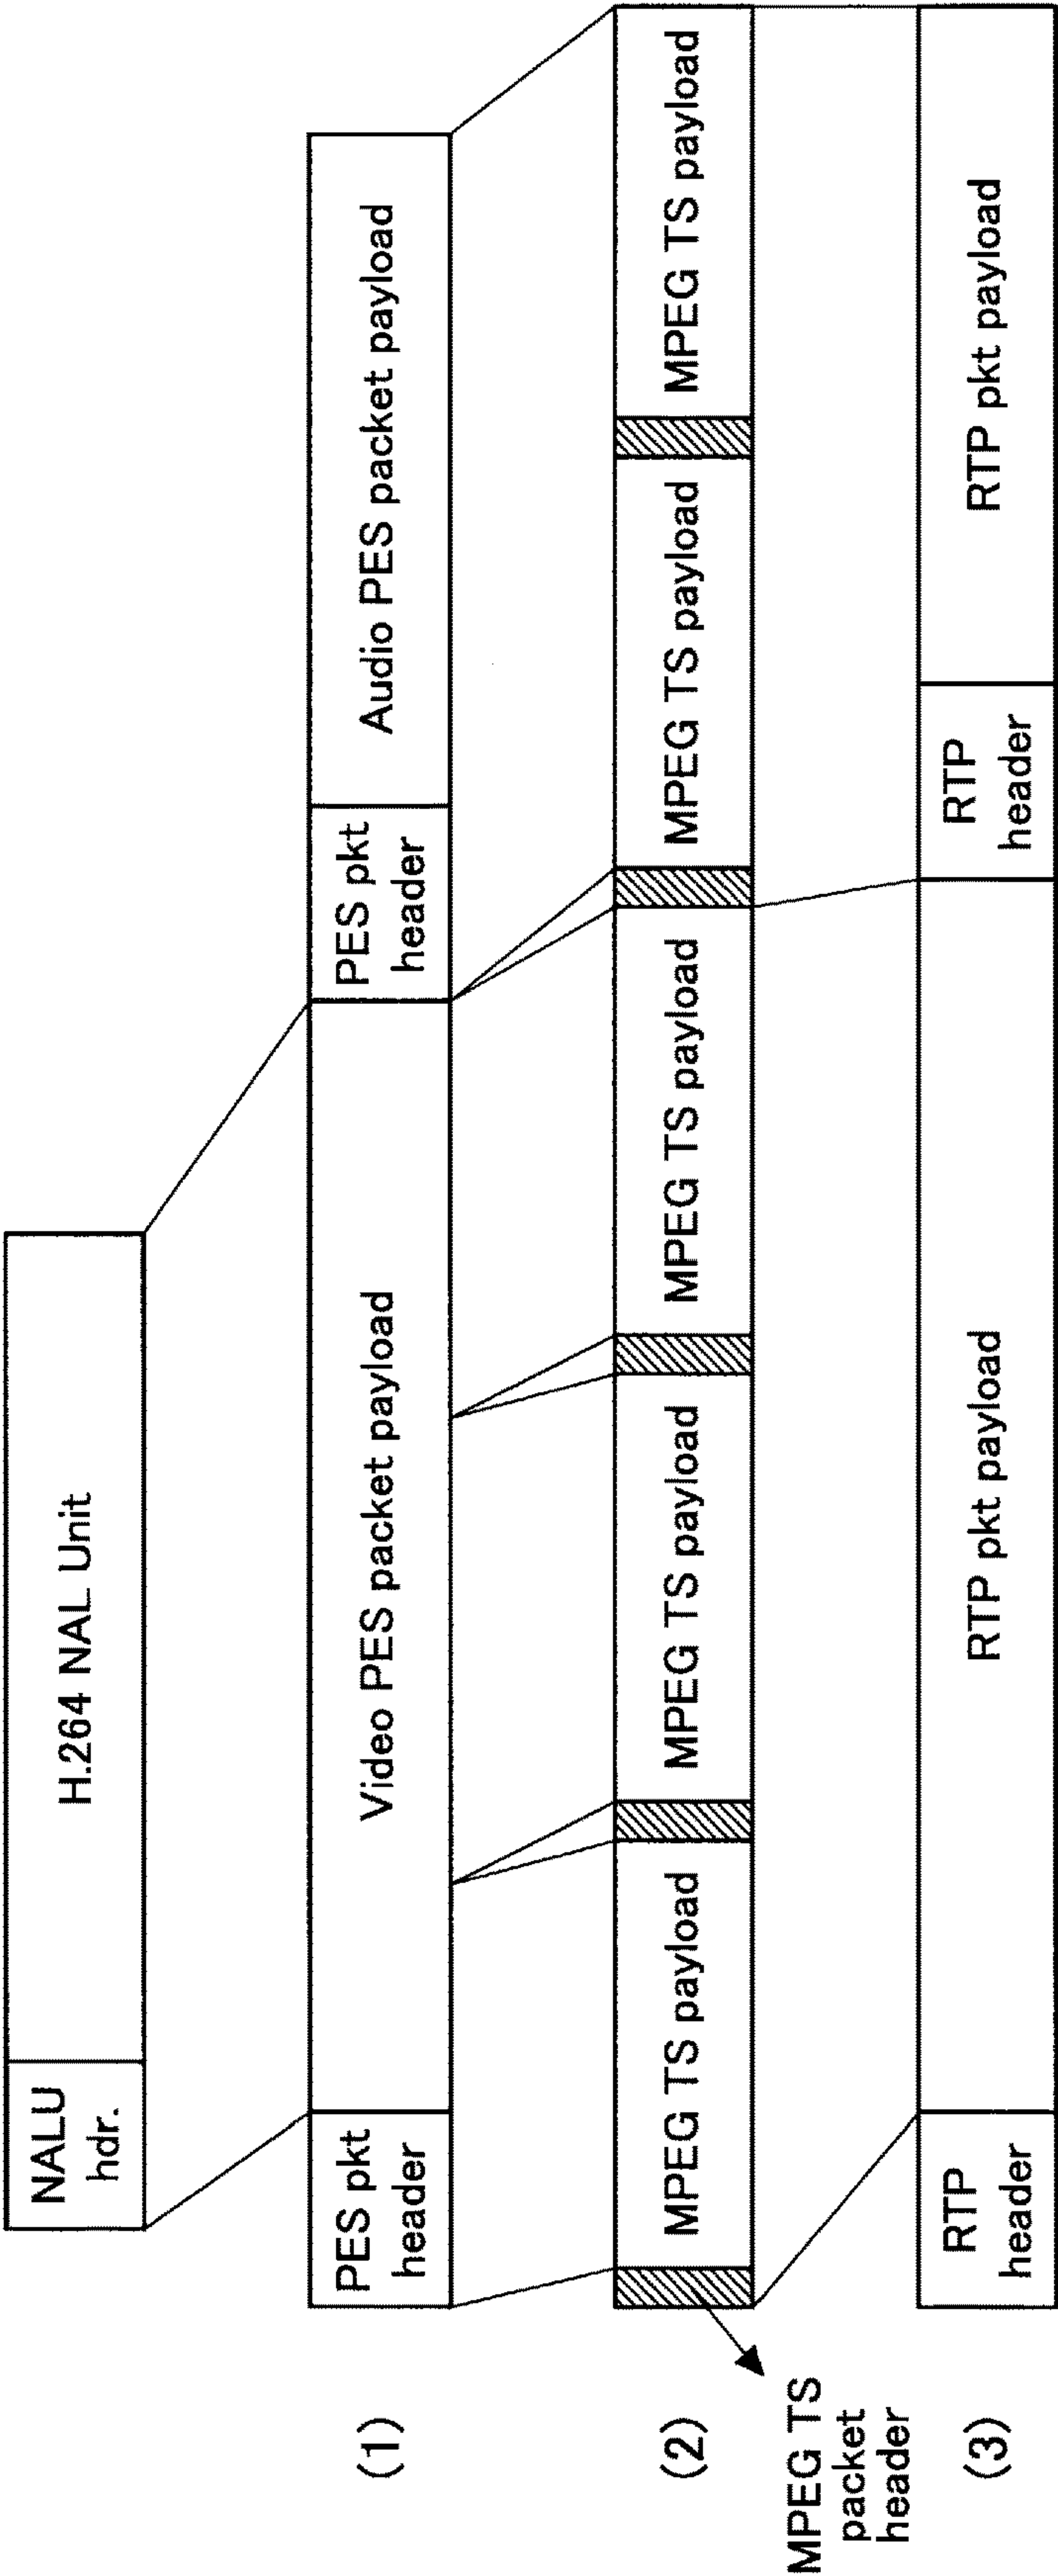 NALU
hdr.
H.264 NAL Unit
(1)
PES pkt
header
Video PES packet payload
PES pkt
header
Audio PES packet payload
(2)
MPEG TS payload
MPEG TS payload
MPEG TS payload
MPEG TS payload
MPEG TS payload
MPEG TS
packet
header
(3)
RTP
header
RTP pkt payload
RTP
header
RTP pkt payload